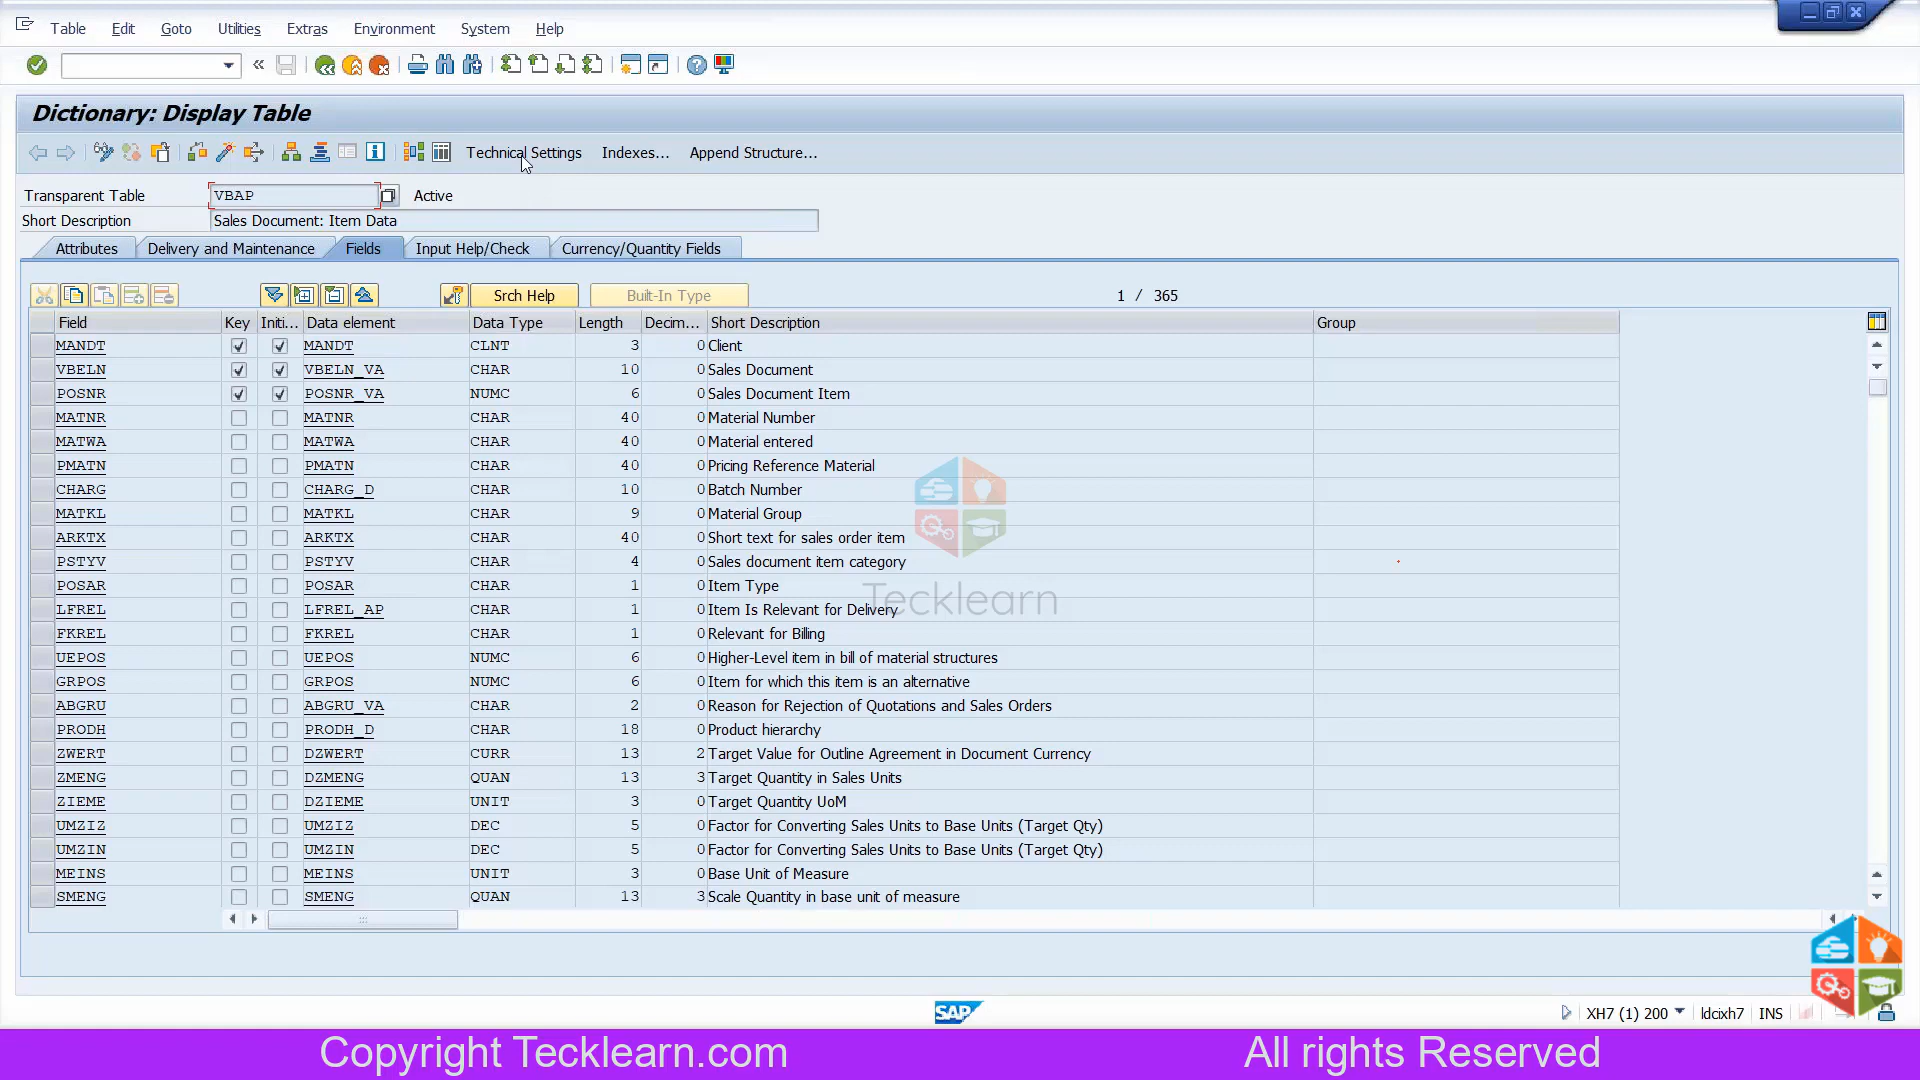 Table Edit Goto Utilities Extras Environment System Help
Dictionary: Display Table
Technical Settings Indexes... Append Structure...
Transparent Table VBAP Active
Short Description Sales Document: Item Data
Attributes Delivery and Maintenance Fields Input Help/Check Currency/Quantity Fields
Srch Help Built-In Type 1 / 365
Field Key Initi... Data element Data Type Length Decim... Short Description Group
MANDT MANDT CLNT 3 0 Client
VBELN VBELN_VA CHAR 10 0 Sales Document
POSNR POSNR_VA NUMC 6 0 Sales Document Item
MATNR MATNR CHAR 40 0 Material Number
MATWA MATWA CHAR 40 0 Material entered
PMATN PMATN CHAR 40 0 Pricing Reference Material
CHARG CHARG_D CHAR 10 0 Batch Number
MATKL MATKL CHAR 9 0 Material Group
ARKTX ARKTX CHAR 40 0 Short text for sales order item
PSTYV PSTYV CHAR 4 0 Sales document item category
POSAR POSAR CHAR 1 0 Item Type
LFREL LFREL_AP CHAR 1 0 Item Is Relevant for Delivery
Tecklearn
FKREL FKREL CHAR 1 0 Relevant for Billing
UEPOS UEPOS NUMC 6 0 Higher-Level item in bill of material structures
GRPOS GRPOS NUMC 6 0 Item for which this item is an alternative
ABGRU ABGRU_VA CHAR 2 0 Reason for Rejection of Quotations and Sales Orders
PRODH PRODH_D CHAR 18 0 Product hierarchy
ZWERT DZWERT CURR 13 2 Target Value for Outline Agreement in Document Currency
ZMENG DZMENG QUAN 13 3 Target Quantity in Sales Units
ZIEME DZIEME UNIT 3 0 Target Quantity UoM
UMZIZ UMZIZ DEC 5 0 Factor for Converting Sales Units to Base Units (Target Qty)
UMZIN UMZIN DEC 5 0 Factor for Converting Sales Units to Base Units (Target Qty)
MEINS MEINS UNIT 3 0 Base Unit of Measure
SMENG SMENG QUAN 13 3 Scale Quantity in base unit of measure
SAP XH7 (1) 200 ldcixh7 INS
Copyright Tecklearn.com All rights Reserved